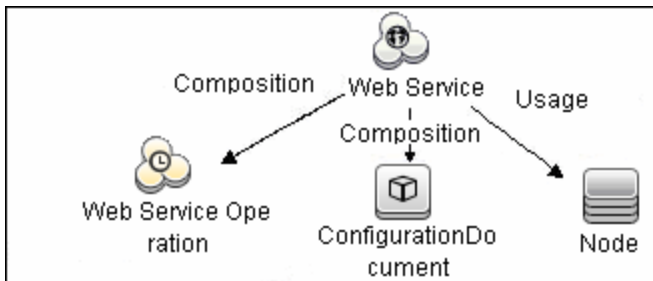 Composition
Web Service
Usage
Composition
Web Service Ope
ration
ConfigurationDo
cument
Node